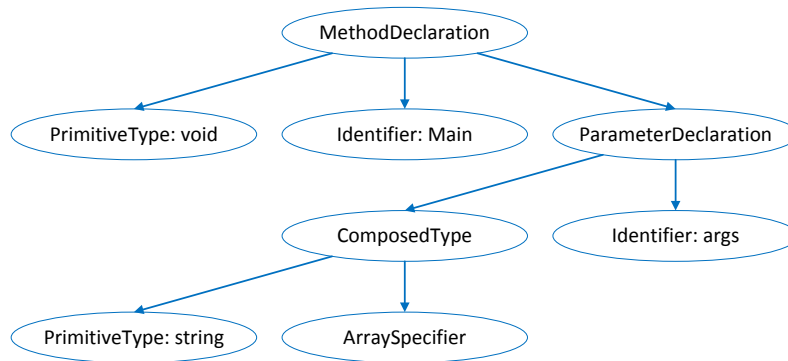 MethodDeclaration
PrimitiveType: void
Identifier: Main
ParameterDeclaration
ComposedType
Identifier: args
PrimitiveType: string
ArraySpecifier